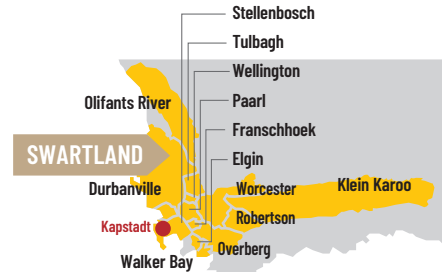 Stellenbosch
Tulbagh
Wellington
Paarl
Franschhoek
Elgin
Olifants River
SWARTLAND
Durbanville
Worcester
Klein Karoo
Robertson
Kapstadt
Overberg
Walker Bay